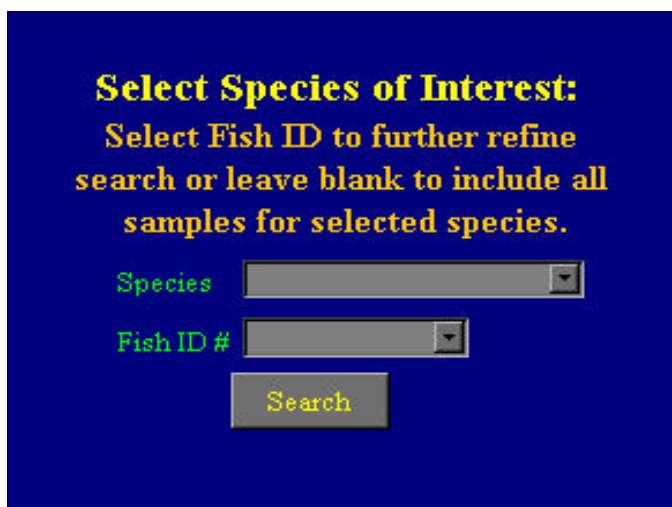 Select Species of Interest:
Select Fish ID to further refine
search or leave blank to include all
samples for selected species.
Species
Fish ID #
Search